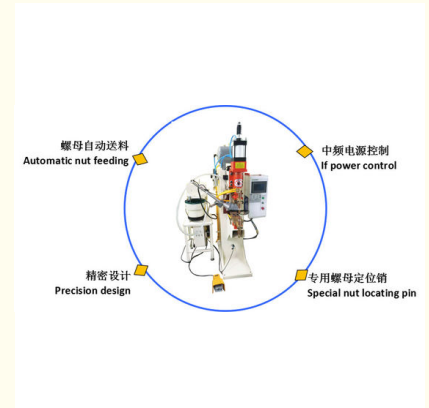 螺母自动送料
Automatic nut feeding
中频电源控制
If power control
精密设计
Precision design
专用螺母定位销
Special nut locating pin